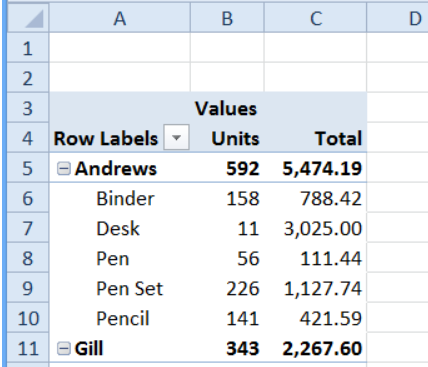 A B C D
1
2
3 Values
4 Row Labels Units Total
5 Andrews 592 5,474.19
6 Binder 158 788.42
7 Desk 11 3,025.00
8 Pen 56 111.44
9 Pen Set 226 1,127.74
10 Pencil 141 421.59
11 Gill 343 2,267.60